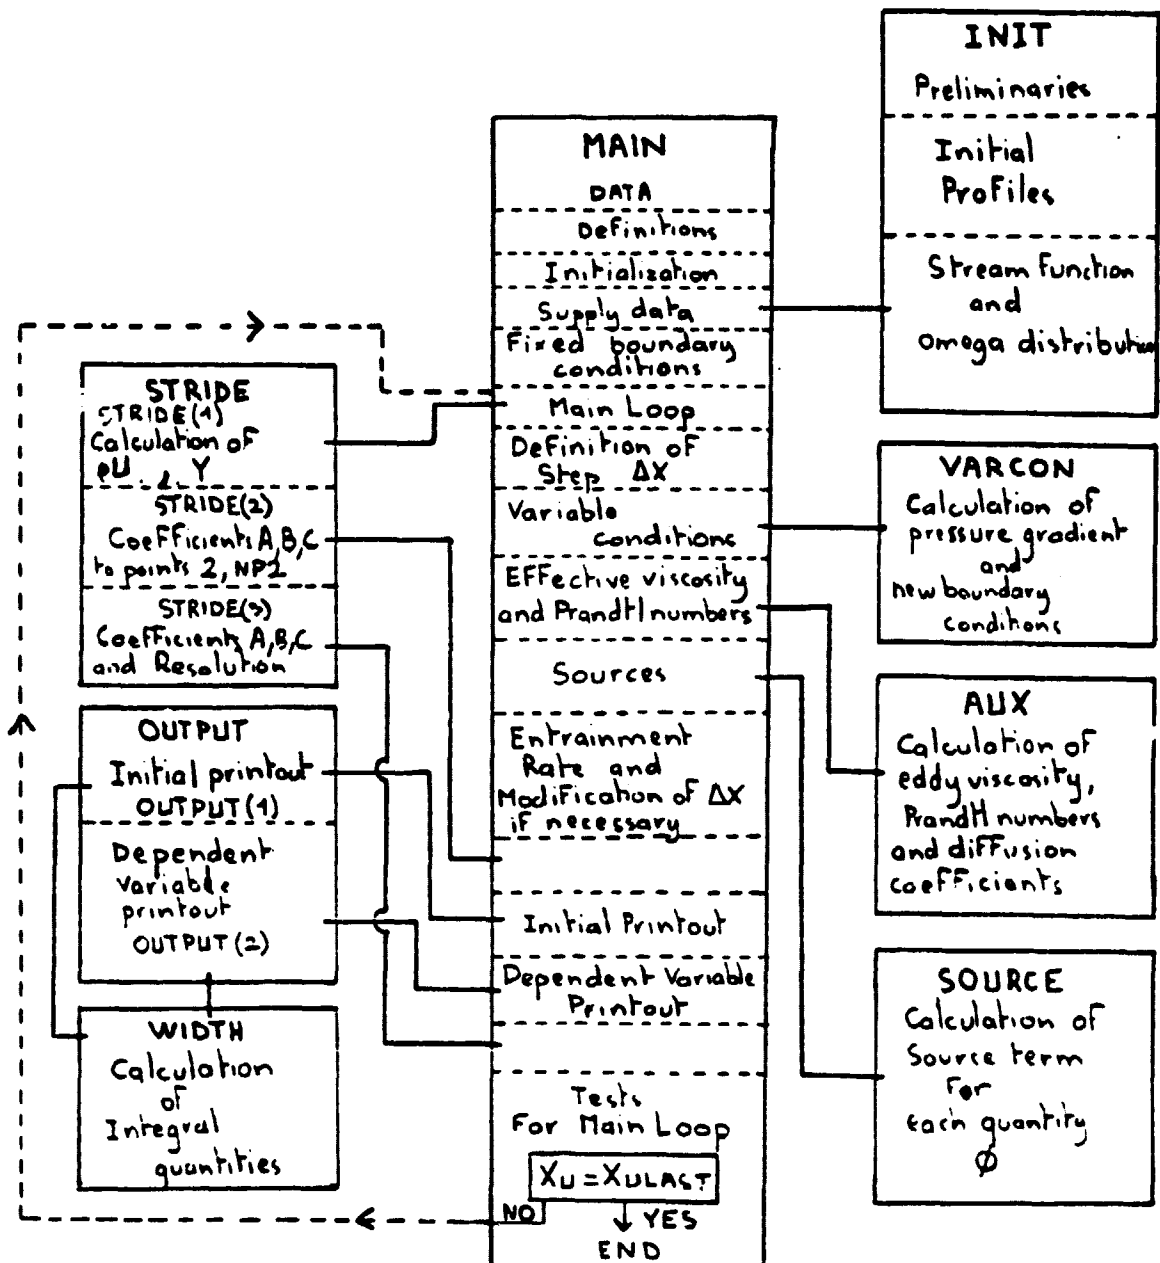 INIT
Preliminaries
Initial
Profiles
Stream function
and
Omega distribution
MAIN
DATA
Definitions
Initialization
Supply data
Fixed boundary
conditions
Main Loop
Definition of
Step ΔX
Variable
conditions
Effective viscosity
and Prandtl numbers
Sources
Entrainment
Rate and
Modification of ΔX
if necessary
Initial Printout
Dependent Variable
Printout
Tests
For Main Loop
XU=XULAST
NO
YES
END
STRIDE
STRIDE(1)
Calculation of
Y
STRIDE(2)
Coefficients A,B,C
to points 2, NP2
STRIDE(3)
Coefficients A,B,C
and Resolution
OUTPUT
Initial printout
OUTPUT(1)
Dependent
Variable
printout
OUTPUT(2)
WIDTH
Calculation
of
Integral
quantities
VARCON
Calculation of
pressure gradient
and
new boundary
conditions
AUX
Calculation of
eddy viscosity,
Prandtl numbers
and diffusion
coefficients
SOURCE
Calculation of
Source term
For
each quantity
Ø